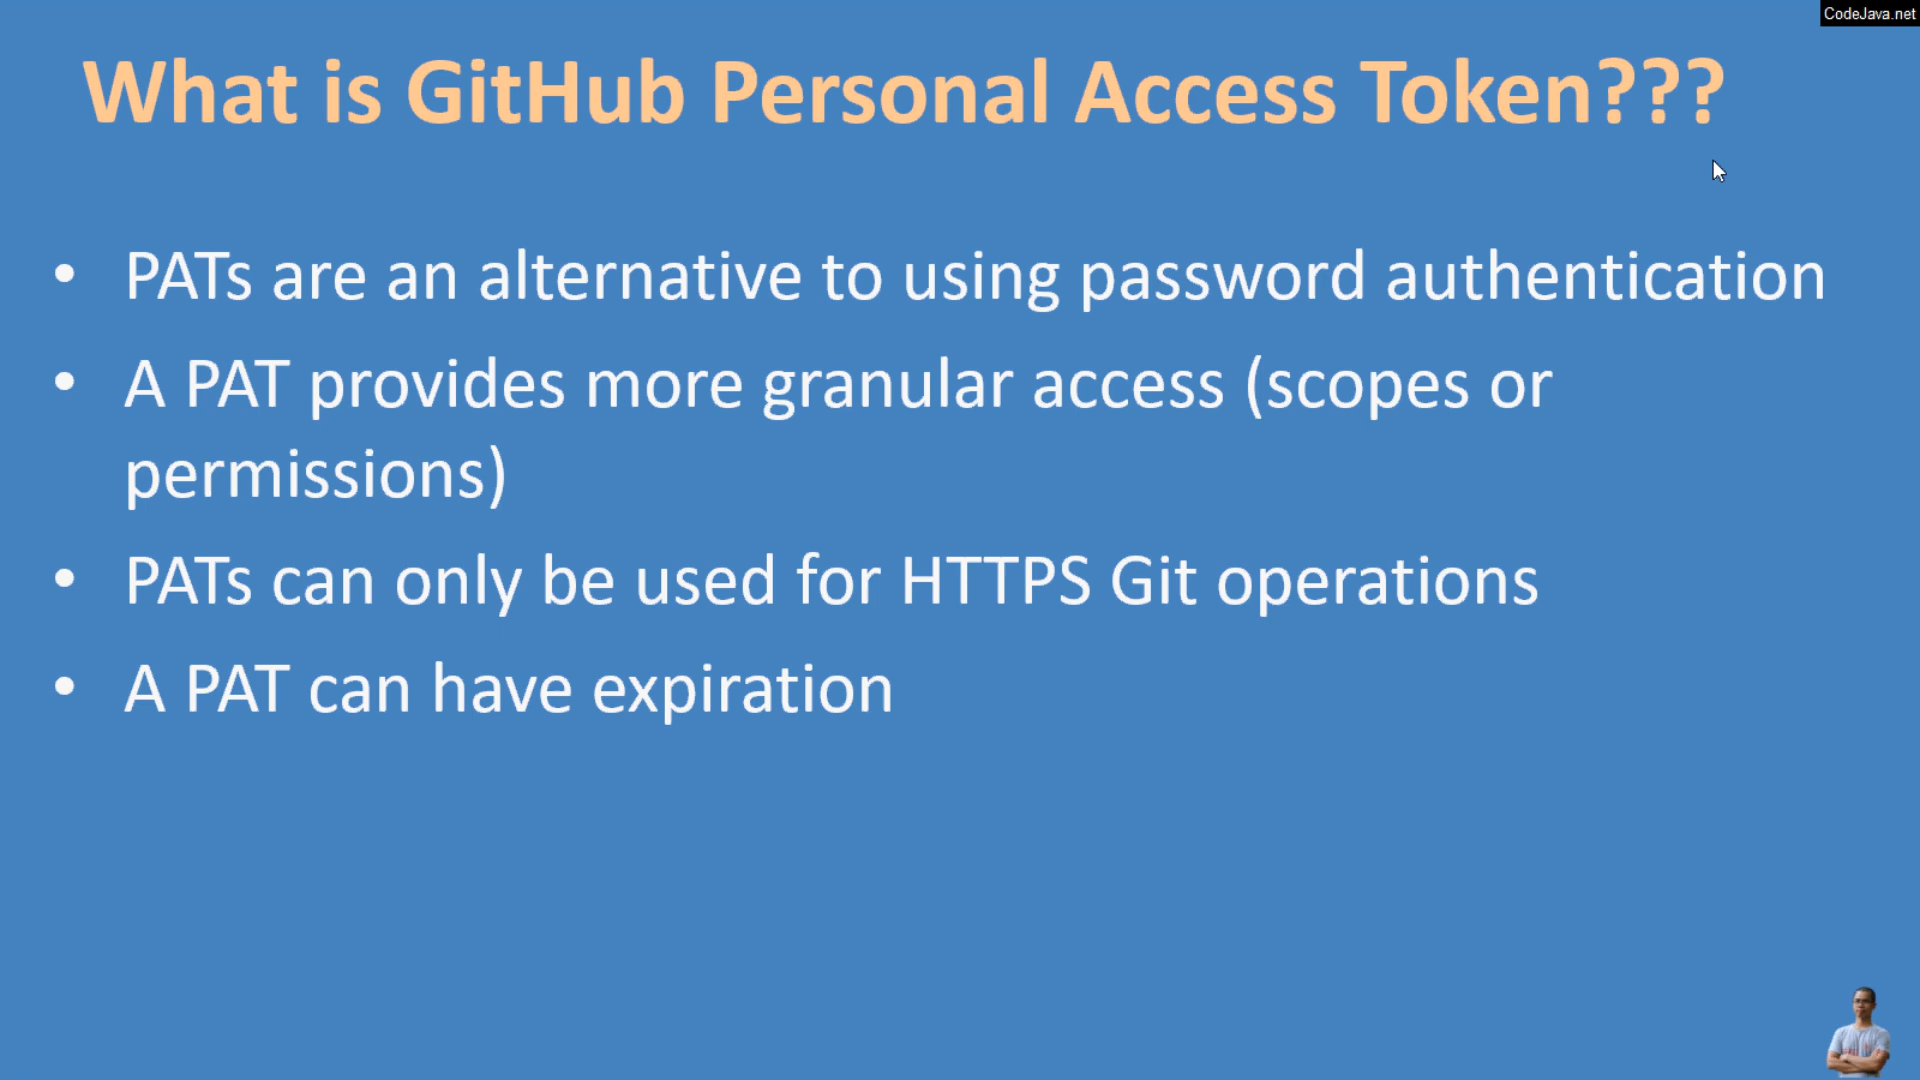 CodeJava.net
What is GitHub Personal Access Token???
• PATs are an alternative to using password authentication
• A PAT provides more granular access (scopes or
permissions)
• PATs can only be used for HTTPS Git operations
• A PAT can have expiration